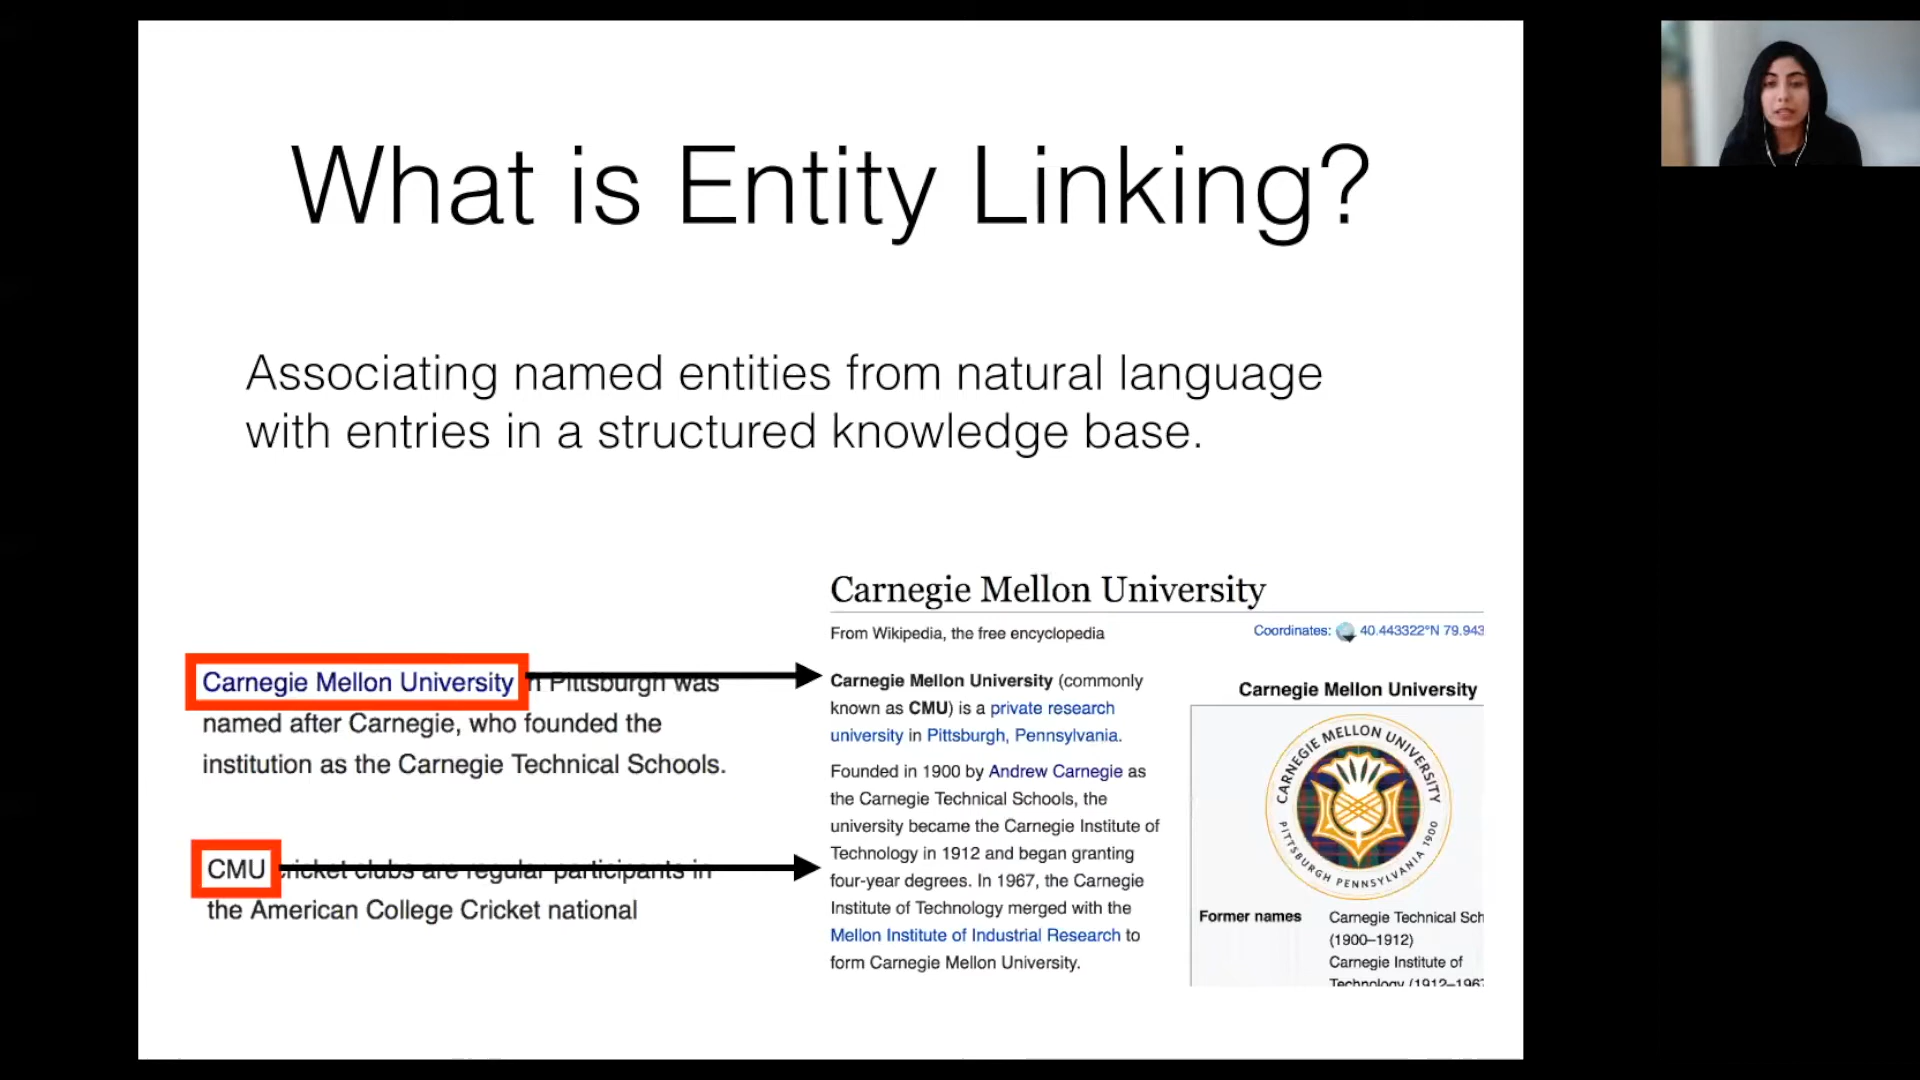 What is Entity Linking?
Associating named entities from natural language
with entries in a structured knowledge base.
Carnegie Mellon University in Pittsburgh was
named after Carnegie, who founded the
institution as the Carnegie Technical Schools.
CMU cricket clubs are regular participants in
the American College Cricket national
Carnegie Mellon University
From Wikipedia, the free encyclopedia
Coordinates: 40.443322°N 79.943
Carnegie Mellon University (commonly
known as CMU) is a private research
university in Pittsburgh, Pennsylvania.
Founded in 1900 by Andrew Carnegie as
the Carnegie Technical Schools, the
university became the Carnegie Institute of
Technology in 1912 and began granting
four-year degrees. In 1967, the Carnegie
Institute of Technology merged with the
Mellon Institute of Industrial Research to
form Carnegie Mellon University.
Carnegie Mellon University
CARNEGIE MELLON UNIVERSITY
PITTSBURGH PENNSYLVANIA 1900
Former names
Carnegie Technical Sch
(1900–1912)
Carnegie Institute of
Technology (1912–196